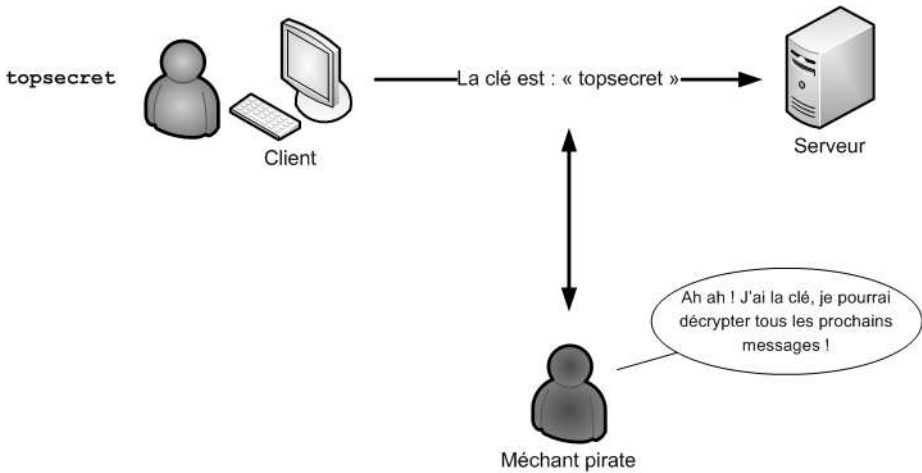 topsecret
La clé est : « topsecret »
Client
Serveur
Ah ah ! J'ai la clé, je pourrai
décrypter tous les prochains
messages !
Méchant pirate